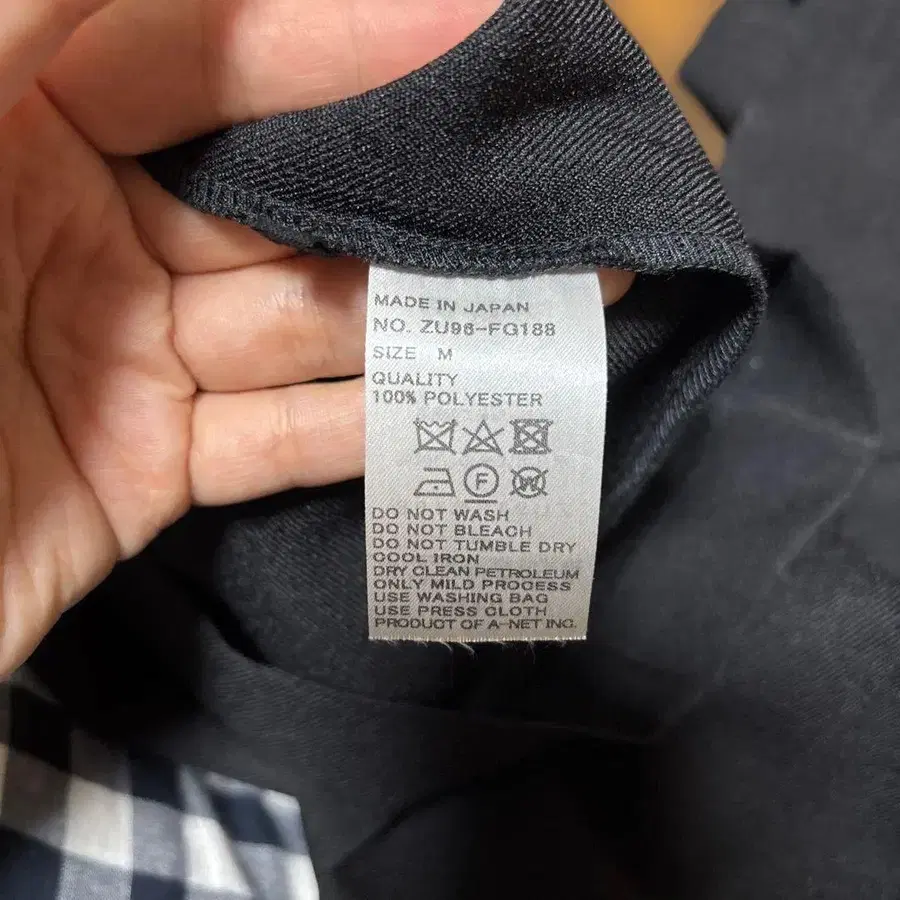 MADE IN JAPAN
NO. ZU96-FG188
SIZE M
QUALITY
100% POLYESTER
F W
DO NOT WASH
DO NOT BLEACH
DO NOT TUMBLE DRY
COOL IRON
DRY CLEAN PETROLEUM
ONLY MILD PROCESS
USE WASHING BAG
USE PRESS CLOTH
PRODUCT OF A-NET INC.